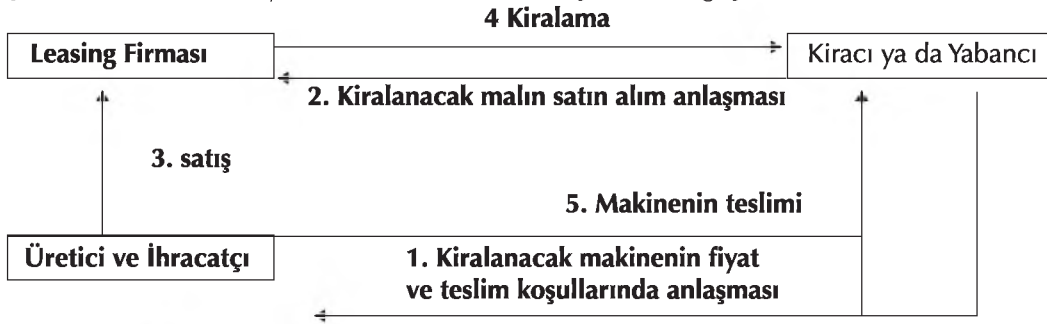 4 Kiralama
Leasing Firması
Kiracı ya da Yabancı
2. Kiralanacak malın satın alım anlaşması
3. satış
5. Makinenin teslimi
Üretici ve İhracatçı
1. Kiralanacak makinenin fiyat
ve teslim koşullarında anlaşması